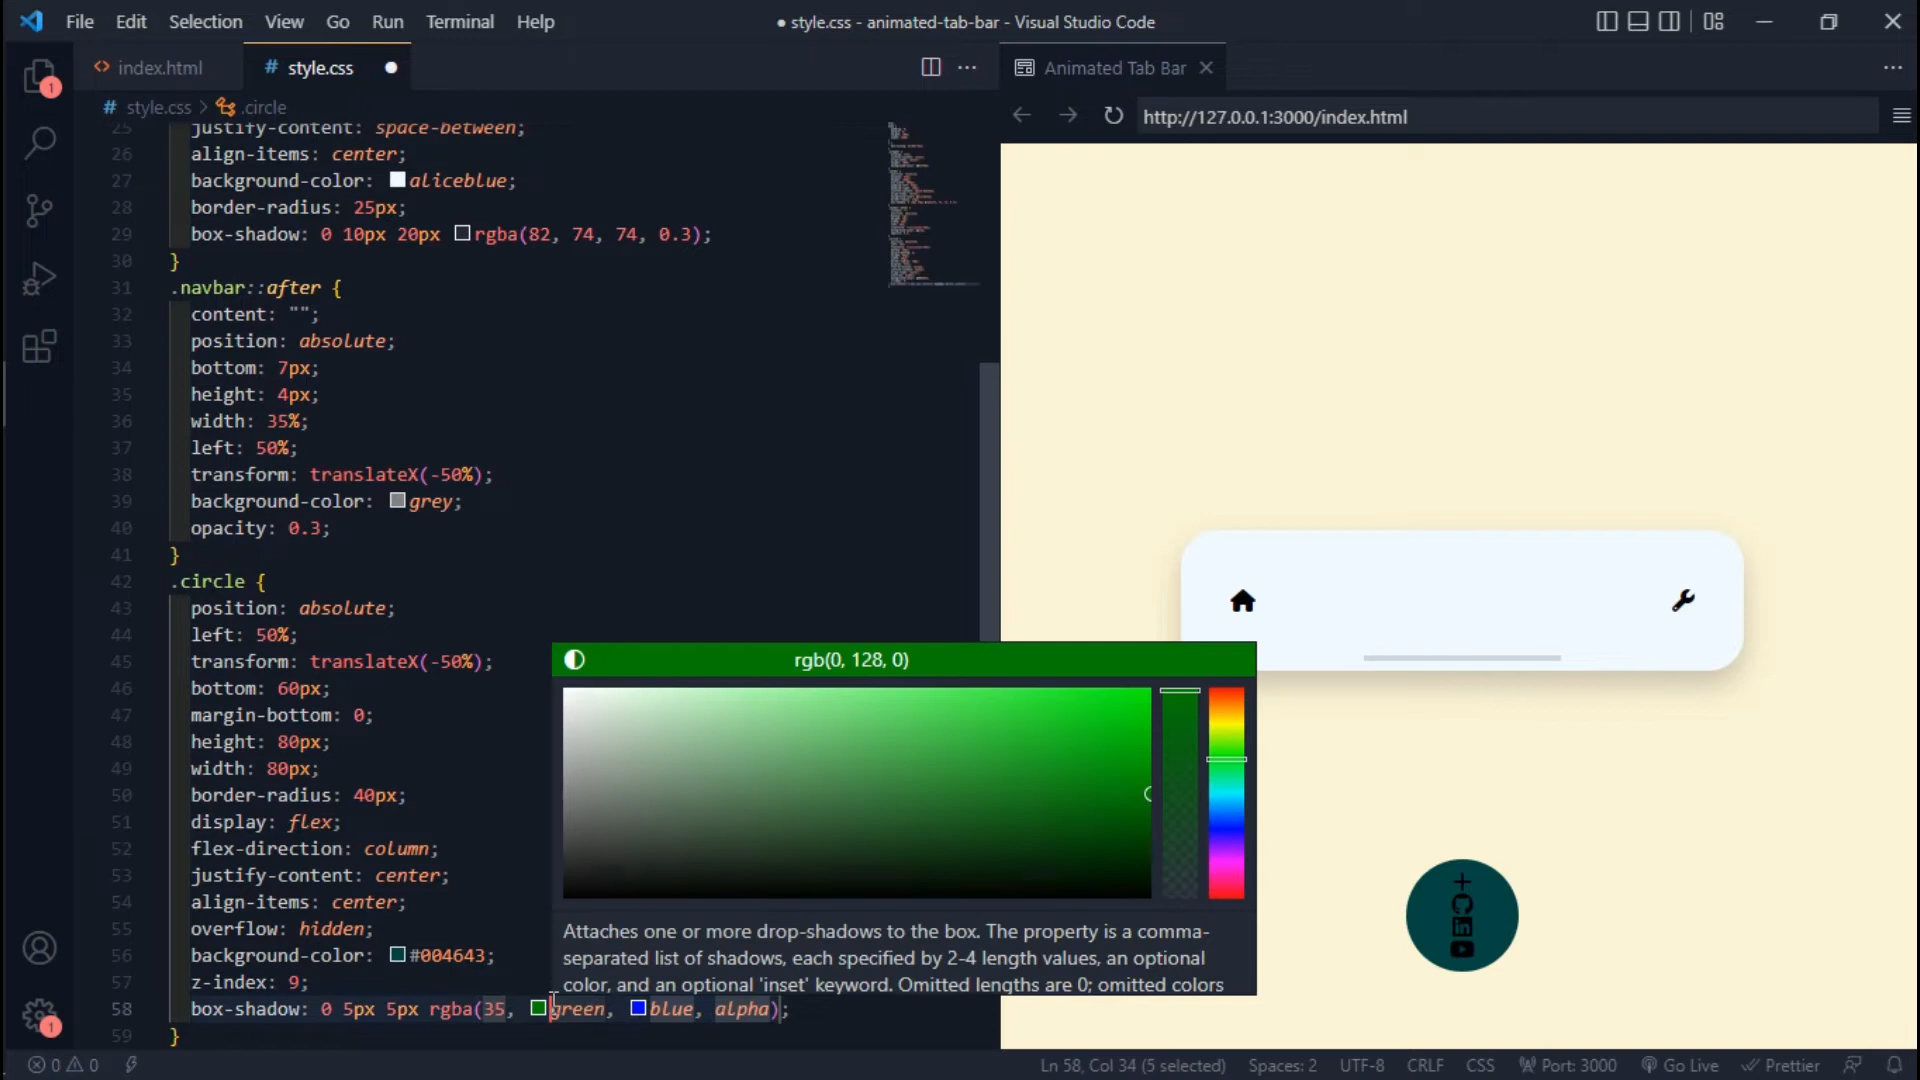 File Edit Selection View Go Run Terminal Help
● style.css - animated-tab-bar - Visual Studio Code
index.html
# style.css
Animated Tab Bar
# style.css > .circle
http://127.0.0.1:3000/index.html
25 justify-content: space-between;
26 align-items: center;
27 background-color: aliceblue;
28 border-radius: 25px;
29 box-shadow: 0 10px 20px rgba(82, 74, 74, 0.3);
30 }
31 .navbar::after {
32 content: "";
33 position: absolute;
34 bottom: 7px;
35 height: 4px;
36 width: 35%;
37 left: 50%;
38 transform: translateX(-50%);
39 background-color: grey;
40 opacity: 0.3;
41 }
42 .circle {
43 position: absolute;
44 left: 50%;
45 transform: translateX(-50%);
46 bottom: 60px;
47 margin-bottom: 0;
48 height: 80px;
49 width: 80px;
50 border-radius: 40px;
51 display: flex;
52 flex-direction: column;
53 justify-content: center;
54 align-items: center;
55 overflow: hidden;
56 background-color: #004643;
57 z-index: 9;
58 box-shadow: 0 5px 5px rgba(35, green, blue, alpha);
59 }
rgb(0, 128, 0)
Attaches one or more drop-shadows to the box. The property is a comma-
separated list of shadows, each specified by 2-4 length values, an optional
color, and an optional 'inset' keyword. Omitted lengths are 0; omitted colors
1
1
in
0 0
Ln 58, Col 34 (5 selected) Spaces: 2 UTF-8 CRLF CSS Port: 3000 Go Live Prettier